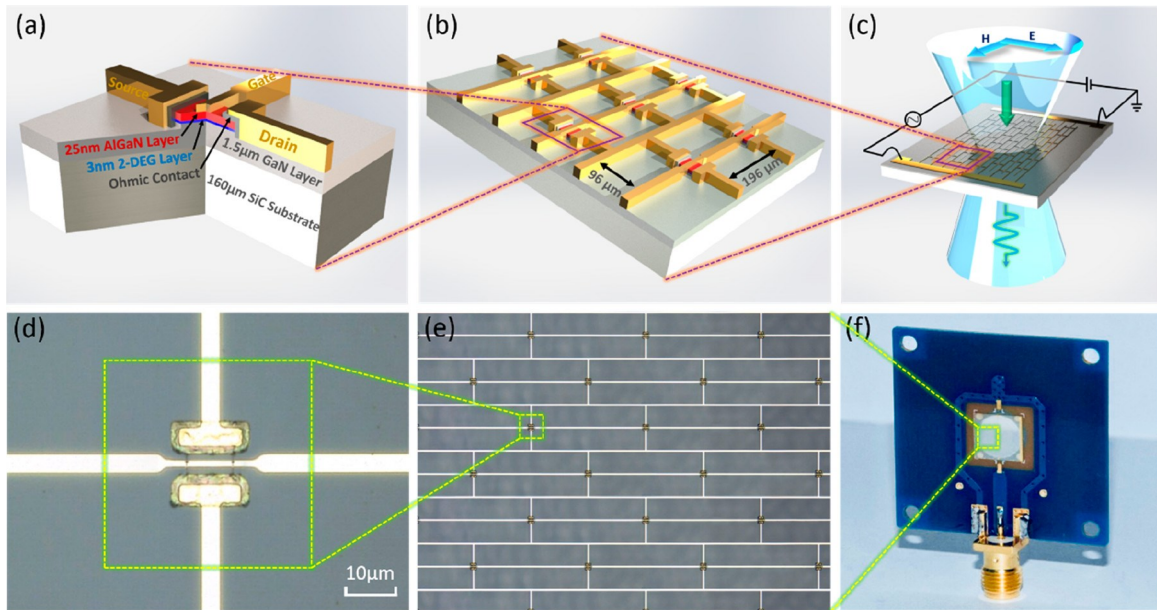 (a)
Source
Gate
Drain
25nm AlGaN Layer
3nm 2-DEG Layer
Ohmic Contact
1.5μm GaN Layer
160μm SiC Substrate
(b)
96 μm
196 μm
(c)
H
E
(d)
10μm
(e)
(f)